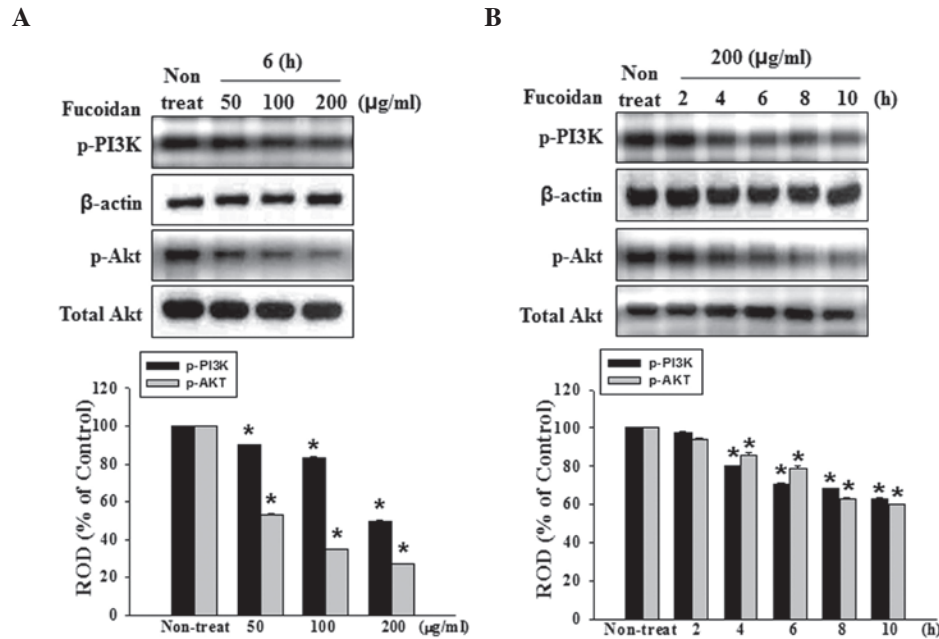 A
6 (h)
Non
treat 50 100 200 (μg/ml)
Fucoidan
p-PI3K
β-actin
p-Akt
Total Akt
p-PI3K
p-AKT
ROD (% of Control)
120
100
80
60
40
20
0
* * * * * *
Non-treat 50 100 200 (μg/ml)
B
200 (μg/ml)
Non
treat 2 4 6 8 10 (h)
Fucoidan
p-PI3K
β-actin
p-Akt
Total Akt
p-PI3K
p-AKT
ROD (% of Control)
120
100
80
60
40
20
0
* * * * * * * *
Non-treat 2 4 6 8 10 (h)